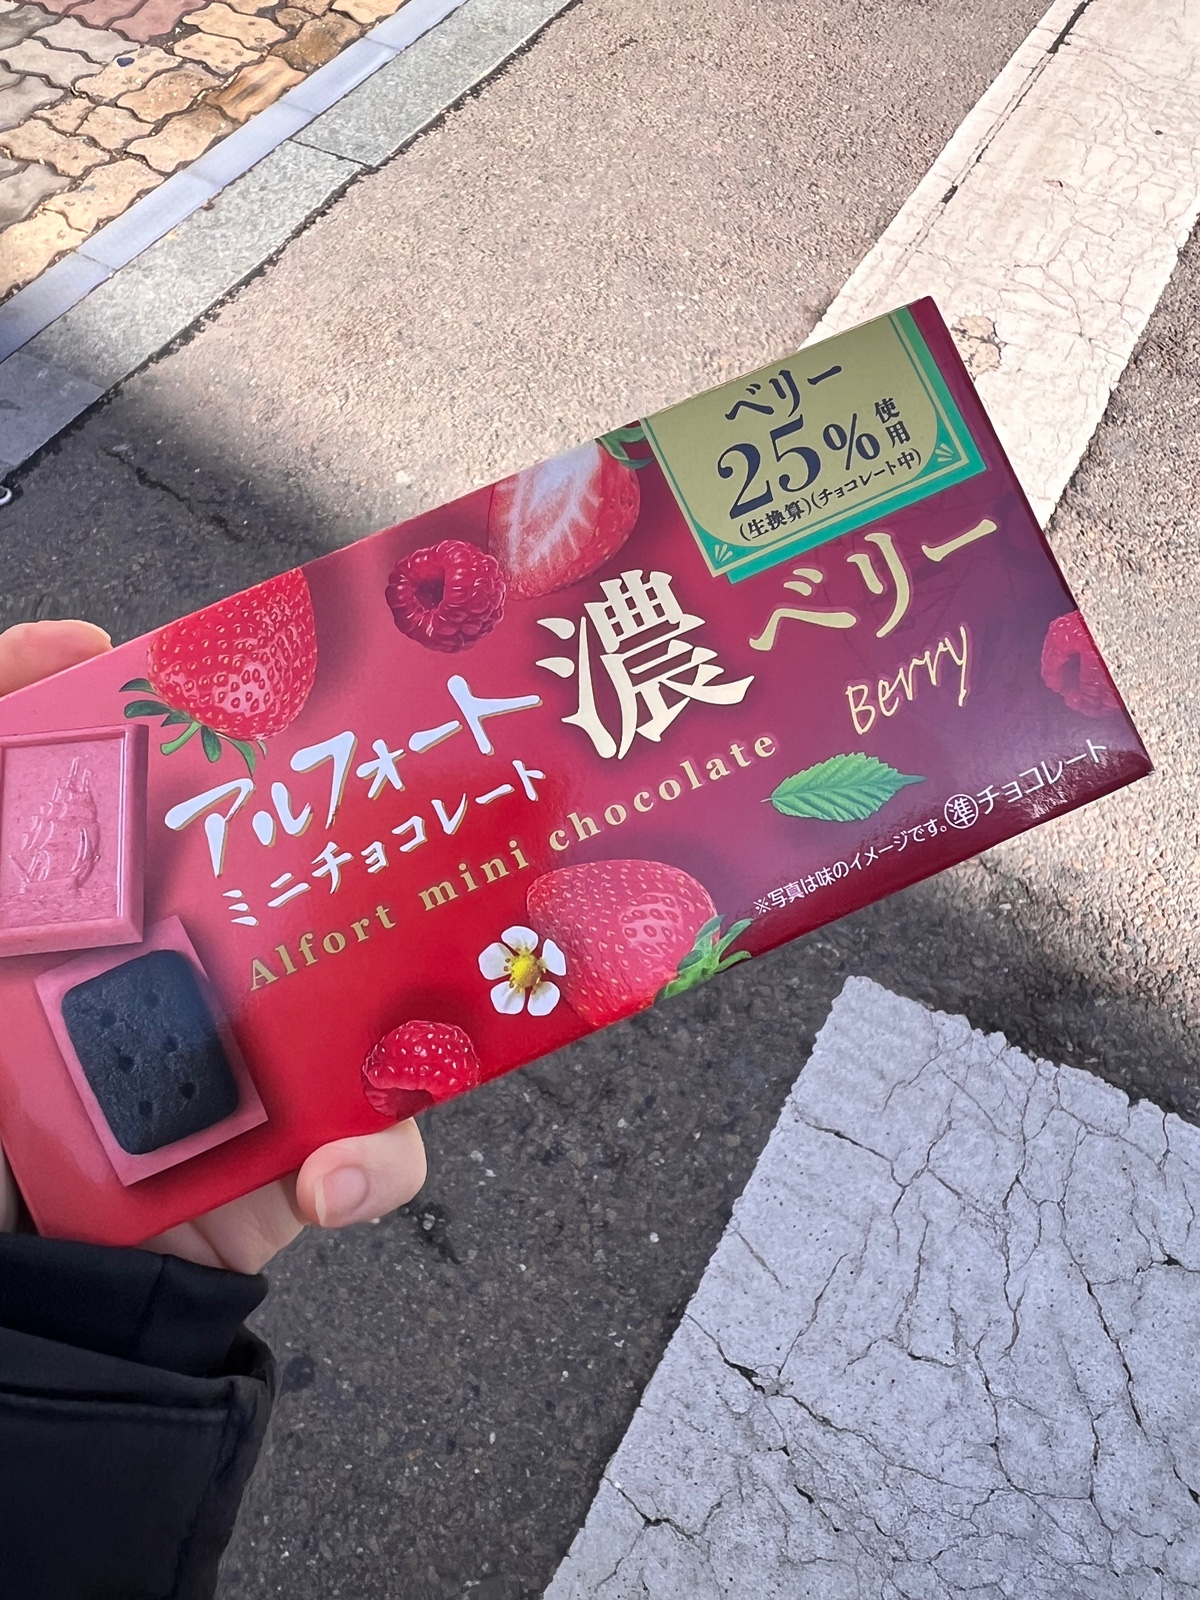 ベリー
25%使用
(生換算)(チョコレート中)
アルフォート 濃ベリー
Berry
ミニチョコレート
Alfort mini chocolate
※写真は味のイメージです。準チョコレート